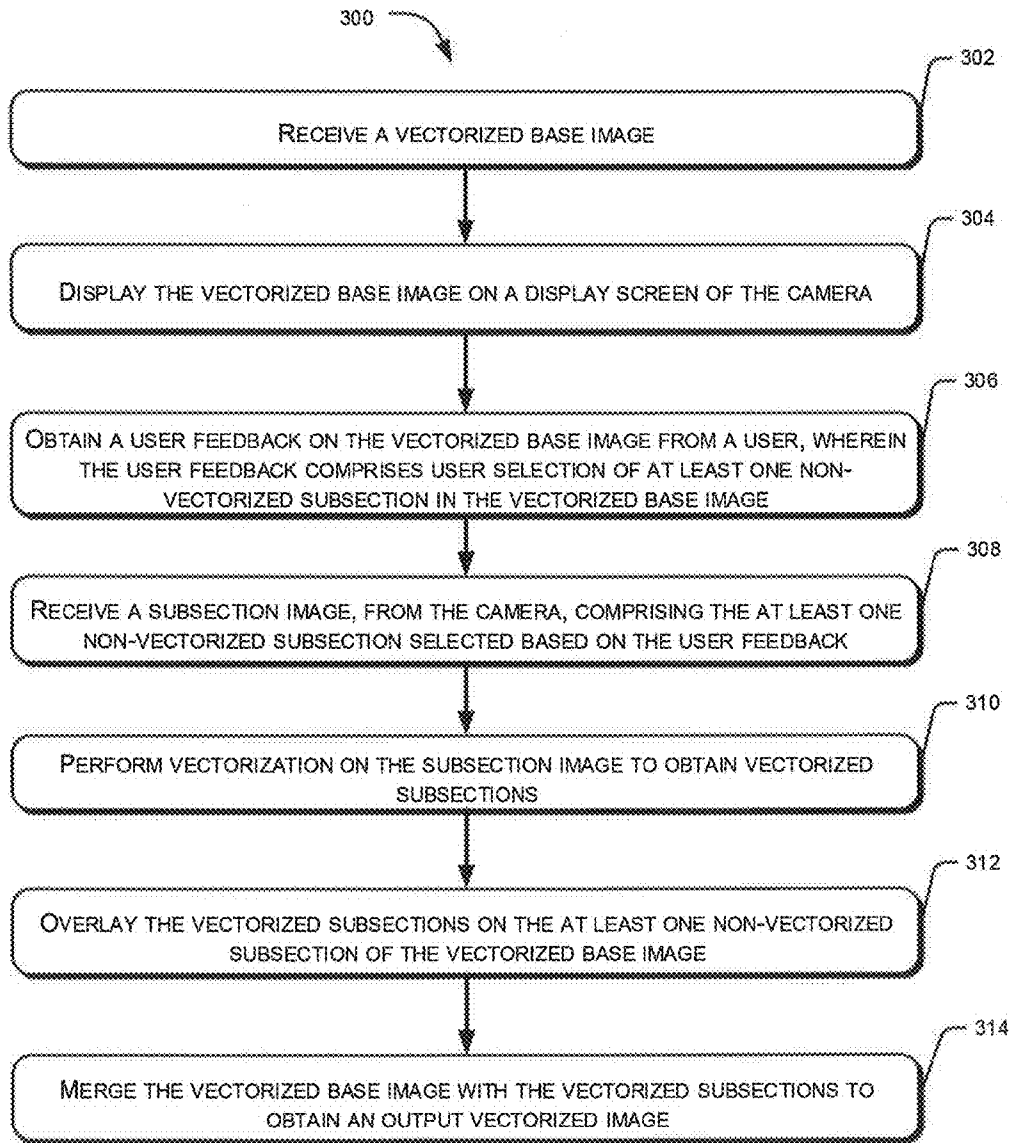 300
302
RECEIVE A VECTORIZED BASE IMAGE
304
DISPLAY THE VECTORIZED BASE IMAGE ON A DISPLAY SCREEN OF THE CAMERA
306
OBTAIN A USER FEEDBACK ON THE VECTORIZED BASE IMAGE FROM A USER, WHEREIN
THE USER FEEDBACK COMPRISES USER SELECTION OF AT LEAST ONE NON-
VECTORIZED SUBSECTION IN THE VECTORIZED BASE IMAGE
308
RECEIVE A SUBSECTION IMAGE, FROM THE CAMERA, COMPRISING THE AT LEAST ONE
NON-VECTORIZED SUBSECTION SELECTED BASED ON THE USER FEEDBACK
310
PERFORM VECTORIZATION ON THE SUBSECTION IMAGE TO OBTAIN VECTORIZED
SUBSECTIONS
312
OVERLAY THE VECTORIZED SUBSECTIONS ON THE AT LEAST ONE NON-VECTORIZED
SUBSECTION OF THE VECTORIZED BASE IMAGE
314
MERGE THE VECTORIZED BASE IMAGE WITH THE VECTORIZED SUBSECTIONS TO
OBTAIN AN OUTPUT VECTORIZED IMAGE